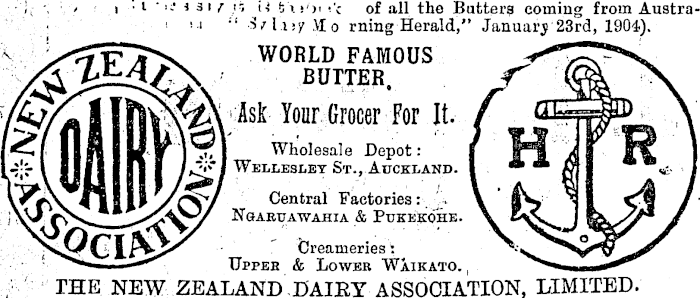 of all the Butters coming from Austra-
"Sydney Morning Herald," January 23rd, 1904).
NEW ZEALAND
DAIRY
ASSOCIATION
WORLD FAMOUS
BUTTER,
Ask Your Grocer For It.
Wholesale Depot:
WELLESLEY ST., AUCKLAND.
Central Factories:
NGARUAWAHIA & PUKEKOHE.
Creameries:
UPPER & LOWER WAIKATO.
H R
THE NEW ZEALAND DAIRY ASSOCIATION, LIMITED.